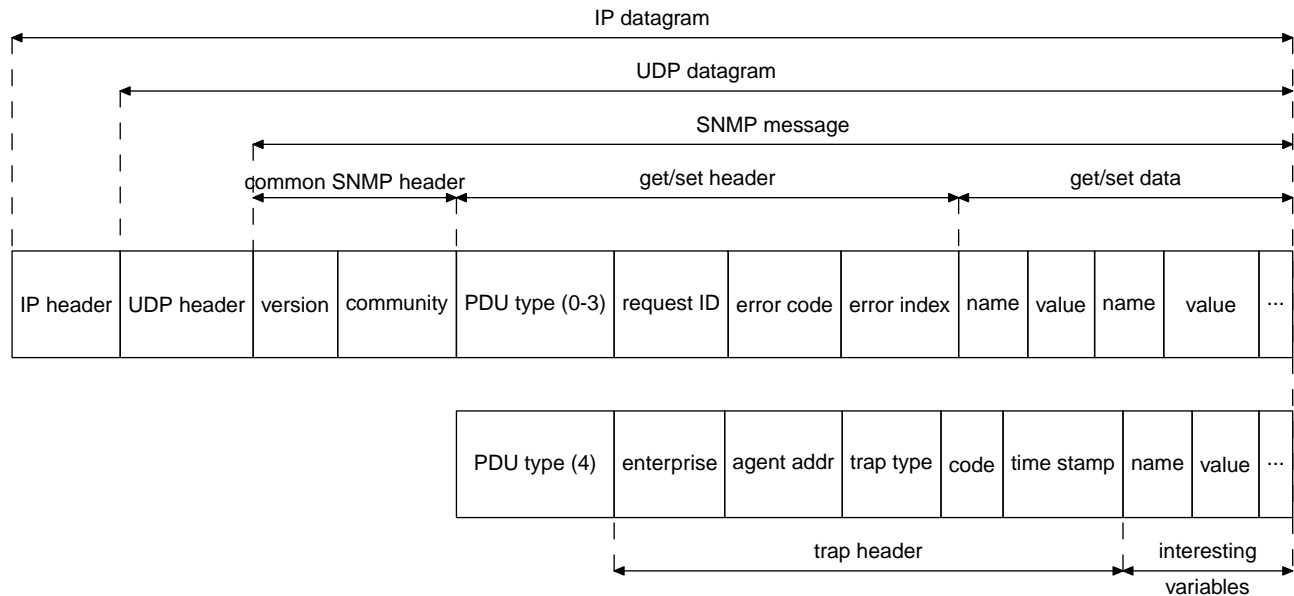 IP datagram
UDP datagram
SNMP message
common SNMP header get/set header get/set data
IP header UDP header version community PDU type (0-3) request ID error code error index name value name value ...
PDU type (4) enterprise agent addr trap type code time stamp name value ...
trap header interesting
variables